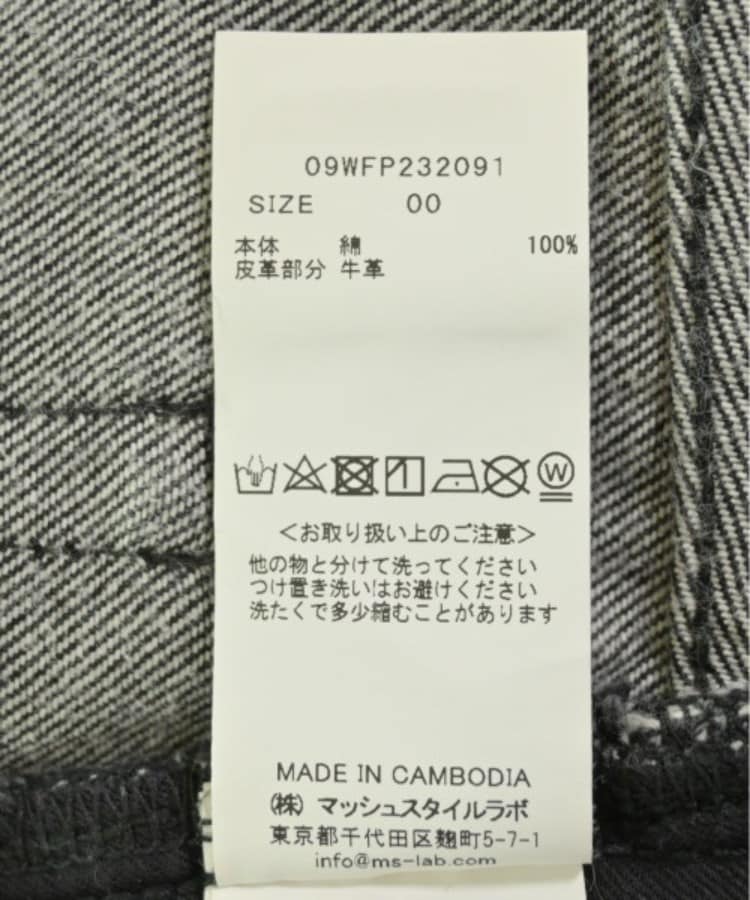 09WFP232091
SIZE 00
本体 綿 100%
皮革部分 牛革
W
<お取り扱い上のご注意>
他の物と分けて洗ってください
つけ置き洗いはお避けください
洗たくで多少縮むことがあります
MADE IN CAMBODIA
(株) マッシュスタイルラボ
東京都千代田区麹町5-7-1
info@ms-lab.com